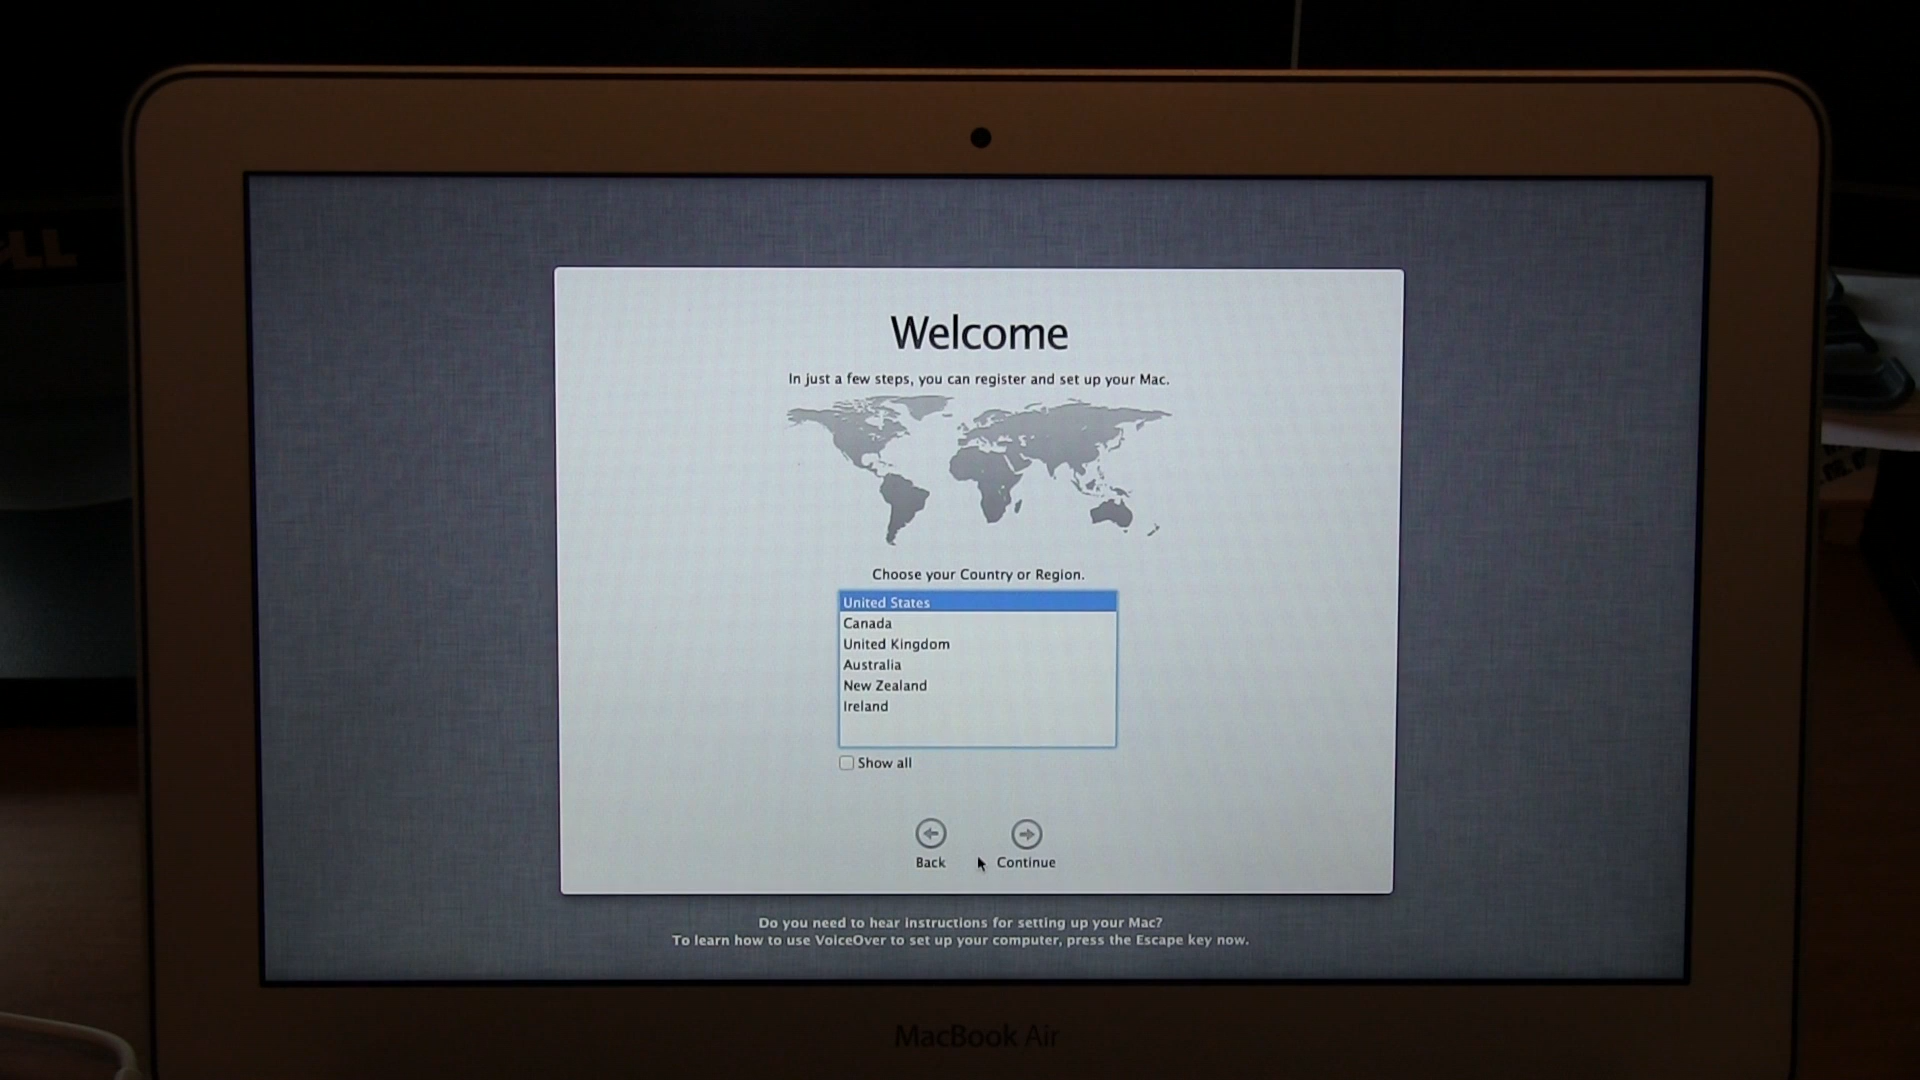 Welcome
In just a few steps, you can register and set up your Mac.
Choose your Country or Region.
United States
Canada
United Kingdom
Australia
New Zealand
Ireland
Show all
Back
Continue
Do you need to hear instructions for setting up your Mac?
To learn how to use VoiceOver to set up your computer, press the Escape key now.
MacBook Air